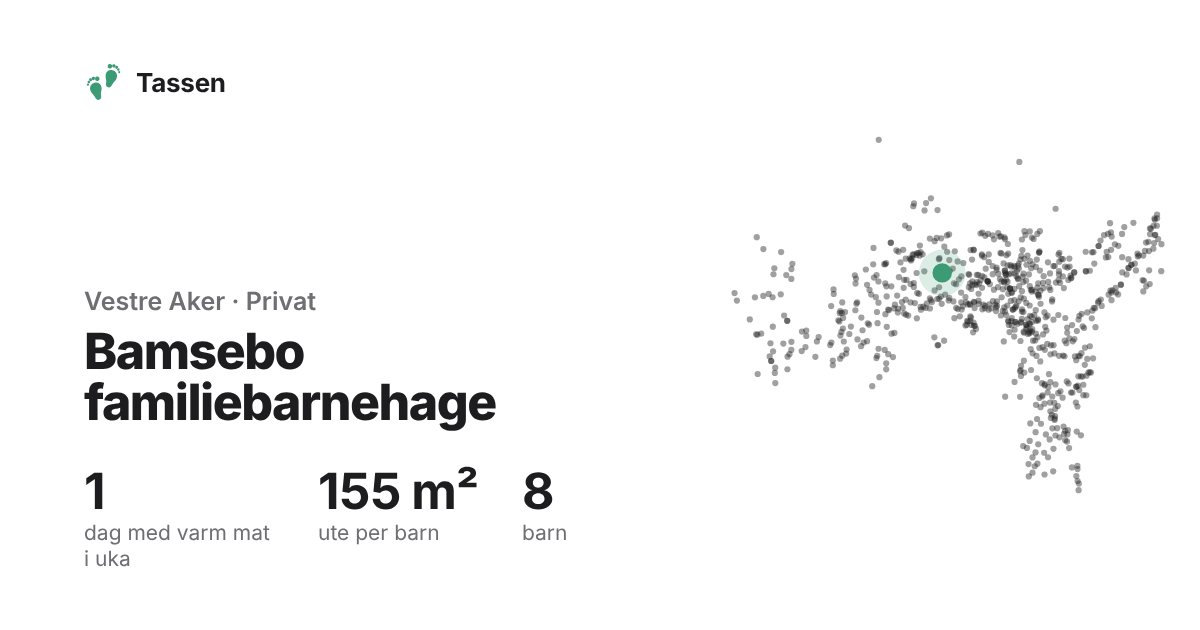 Tassen
Vestre Aker · Privat
Bamsebo
familiebarnehage
1
dag med varm mat
i uka
155 m²
ute per barn
8
barn